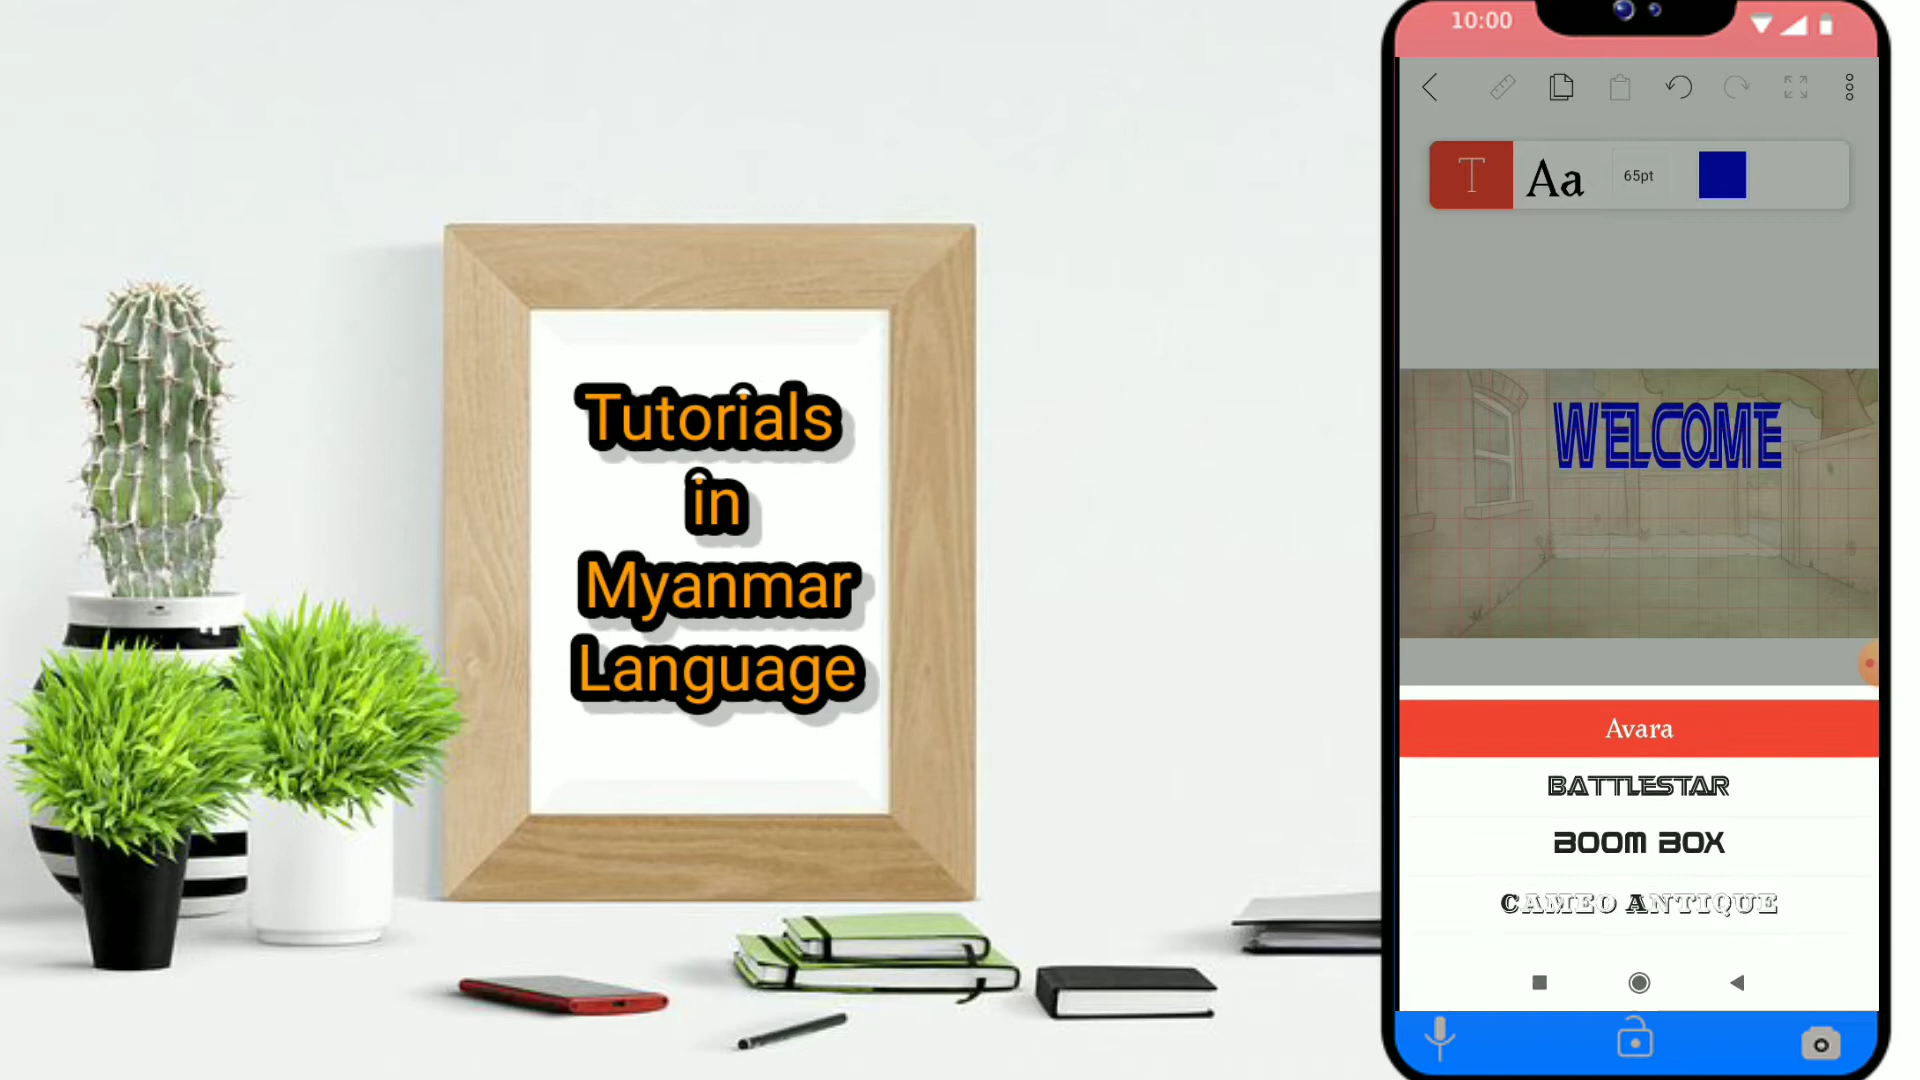 Tutorials
in
Myanmar
Language
10:00
T
Aa
65pt
WELCOME
Avara
BATTLESTAR
BOOM BOX
CAMEO ANTIQUE